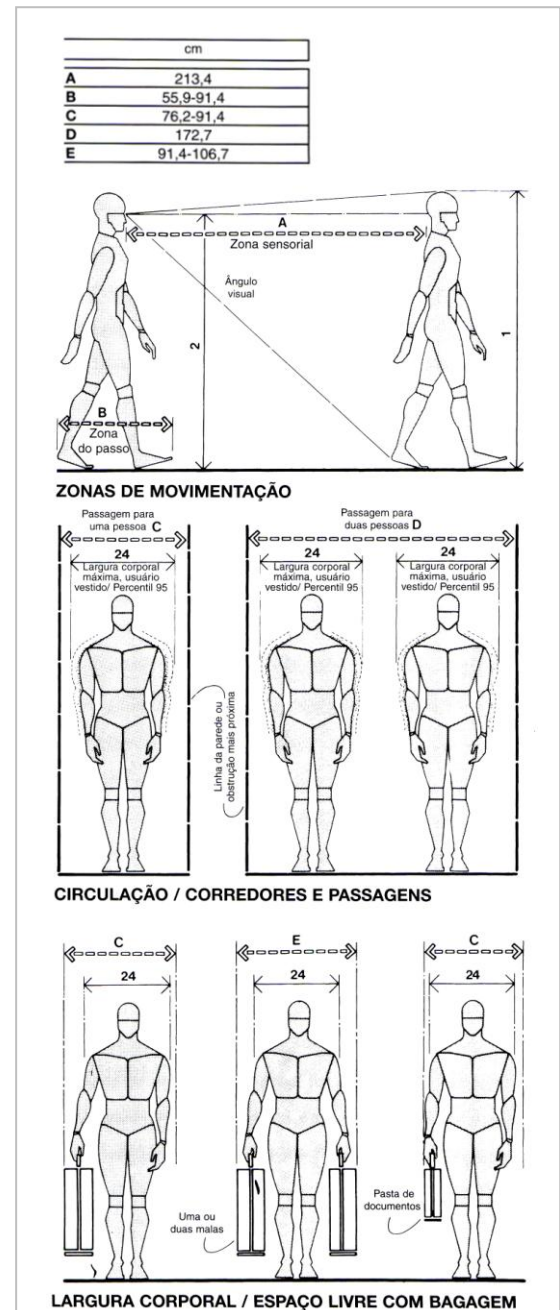 cm
A 213,4
B 55,9-91,4
C 76,2-91,4
D 172,7
E 91,4-106,7
A
Zona sensorial
Ângulo
visual
2
1
B
Zona
do passo
ZONAS DE MOVIMENTAÇÃO
Passagem para
uma pessoa C
Passagem para
duas pessoas D
24
Largura corporal
máxima, usuário
vestido/ Percentil 95
24
Largura corporal
máxima, usuário
vestido/ Percentil 95
24
Largura corporal
máxima, usuário
vestido/ Percentil 95
Linha da parede ou
obstrução mais próxima
CIRCULAÇÃO / CORREDORES E PASSAGENS
C
E
C
24
24
24
Uma ou
duas malas
Pasta de
documentos
LARGURA CORPORAL / ESPAÇO LIVRE COM BAGAGEM